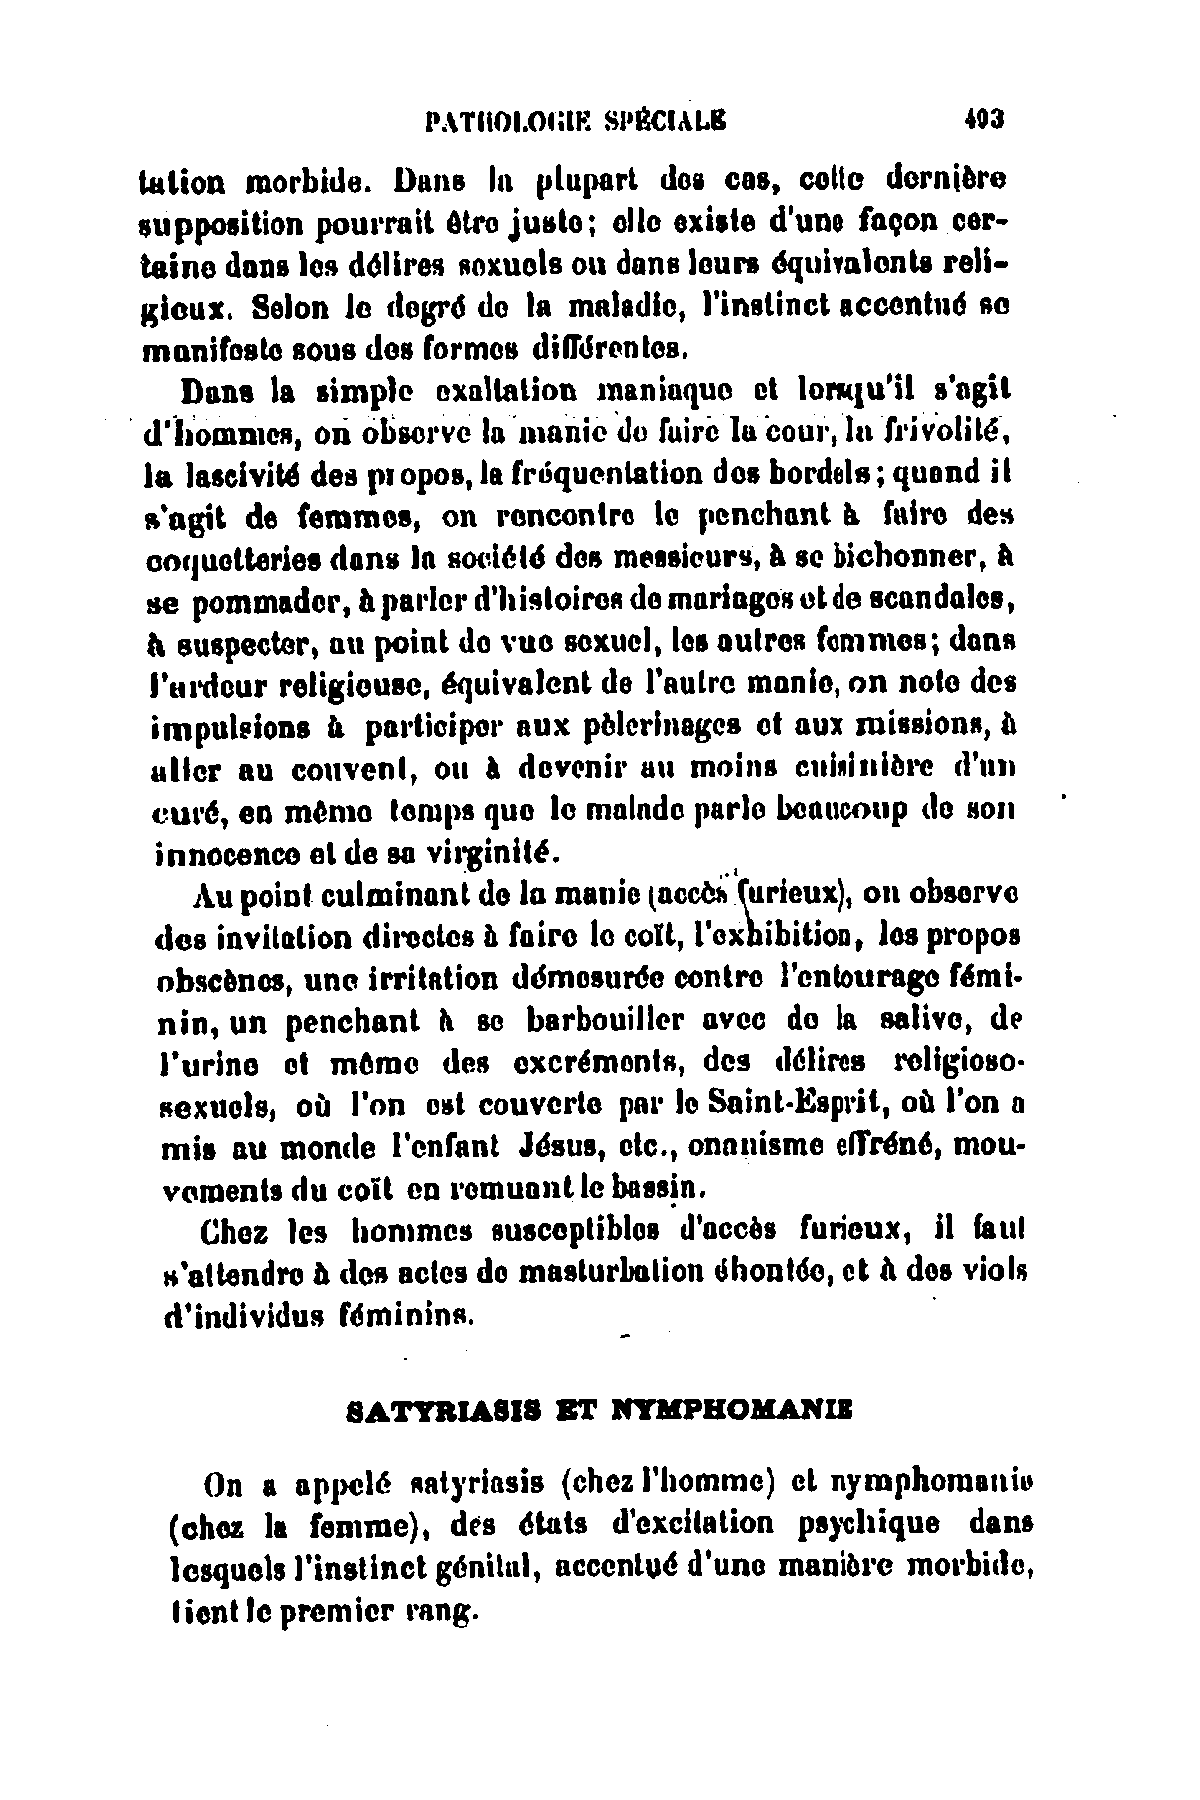 PATHOLOGIE SPÉCIALE 403
tation morbide. Dans la plupart des cas, cette dernière
supposition pourrait être juste; elle existe d'une façon cer-
taine dans les délires sexuels ou dans leurs équivalents reli-
gieux. Selon le degré de la maladie, l'instinct accentué se
manifeste sous des formes différentes.
Dans la simple exaltation maniaque et lorsqu'il s'agit
d'hommes, on observe la manie de faire la cour, la frivolité,
la lascivité des propos, la fréquentation des bordels; quand il
s'agit de femmes, on rencontre le penchant à faire des
coquetteries dans la société des messieurs, à se bichonner, à
se pommader, à parler d'histoires de mariages et de scandales,
à suspecter, au point de vue sexuel, les autres femmes; dans
l'ardeur religieuse, équivalent de l'autre manie, on note des
impulsions à participer aux pèlerinages et aux missions, à
aller au couvent, ou à devenir au moins cuisinière d'un
curé, en même temps que le malade parle beaucoup de son
innocence et de sa virginité.
Au point culminant de la manie (accès furieux), on observe
des invitation directes à faire le coït, l'exhibition, les propos
obscènes, une irritation démesurée contre l'entourage fémi-
nin, un penchant à se barbouiller avec de la salive, de
l'urine et même des excréments, des délires religioso-
sexuels, où l'on est couverte par le Saint-Esprit, où l'on a
mis au monde l'enfant Jésus, etc., onanisme effréné, mou-
vements du coït en remuant le bassin.
Chez les hommes susceptibles d'accès furieux, il faut
s'attendre à des actes de masturbation éhontée, et à des viols
d'individus féminins.
SATYRIASIS ET NYMPHOMANIE
On a appelé satyriasis (chez l'homme) et nymphomanie
(chez la femme), des états d'excitation psychique dans
lesquels l'instinct génital, accentué d'une manière morbide,
tient le premier rang.